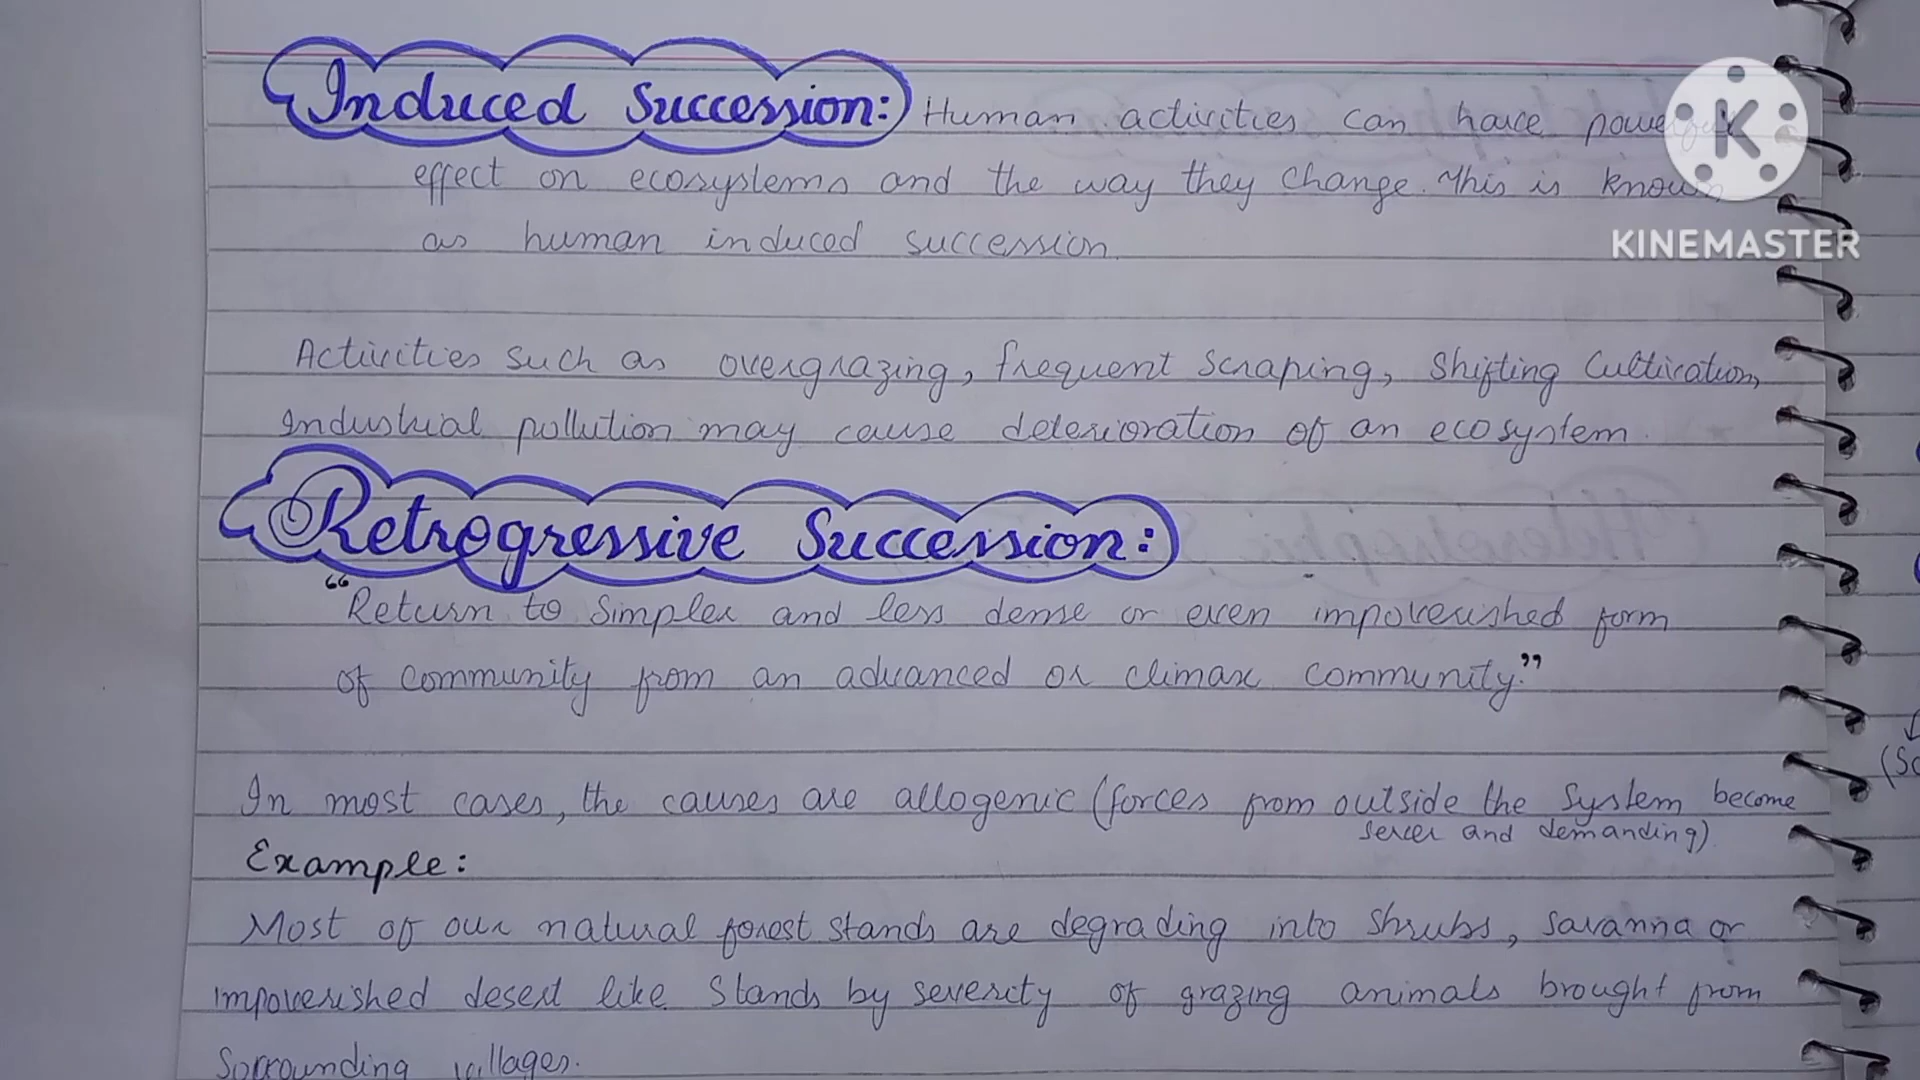 Induced Succession: Human activities can have powerful
effect on ecosystems and the way they change. This is known
as human induced succession.
KINEMASTER
Activities such as overgrazing, frequent scraping, shifting cultivation,
Industrial pollution may cause deterioration of an ecosystem.
Retrogressive Succession:
"Return to simpler and less dense or even impoverished form
of community from an advanced or climax community."
In most cases, the causes are allogenic (forces from outside the system become
sever and demanding)
Example:
Most of our natural forest stands are degrading into shrubs, savanna or
impoverished desert like stands by severity of grazing animals brought from
Sorrounding villages.